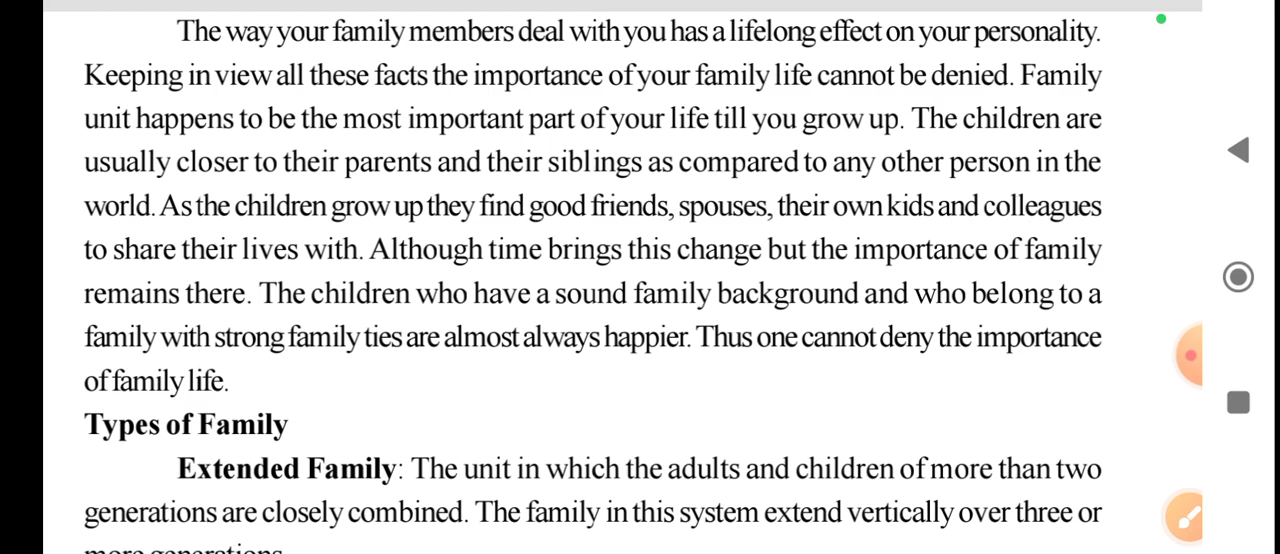 The way your family members deal with you has a lifelong effect on your personality.
Keeping in view all these facts the importance of your family life cannot be denied. Family
unit happens to be the most important part of your life till you grow up. The children are
usually closer to their parents and their siblings as compared to any other person in the
world. As the children grow up they find good friends, spouses, their own kids and colleagues
to share their lives with. Although time brings this change but the importance of family
remains there. The children who have a sound family background and who belong to a
family with strong family ties are almost always happier. Thus one cannot deny the importance
of family life.
Types of Family
Extended Family: The unit in which the adults and children of more than two
generations are closely combined. The family in this system extend vertically over three or
more generations.